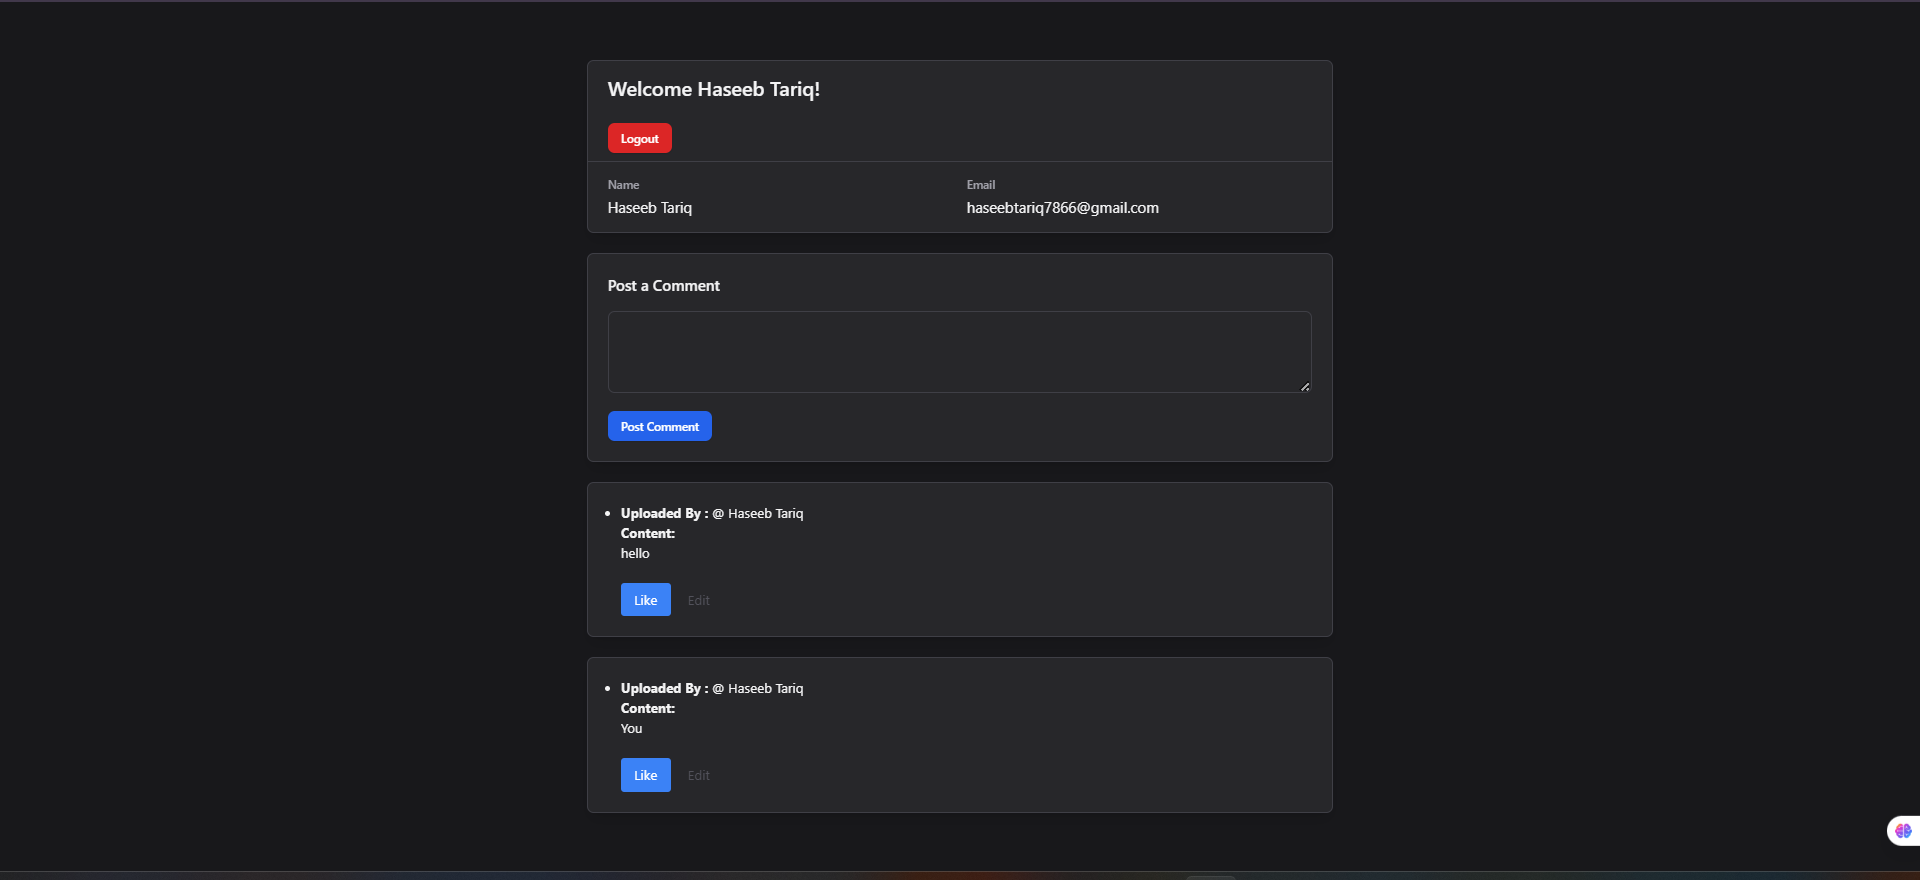 Welcome Haseeb Tariq!
Logout
Name
Haseeb Tariq
Email
haseebtariq7866@gmail.com
Post a Comment
Post Comment
Uploaded By : @ Haseeb Tariq
Content:
hello
Like
Edit
Uploaded By : @ Haseeb Tariq
Content:
You
Like
Edit